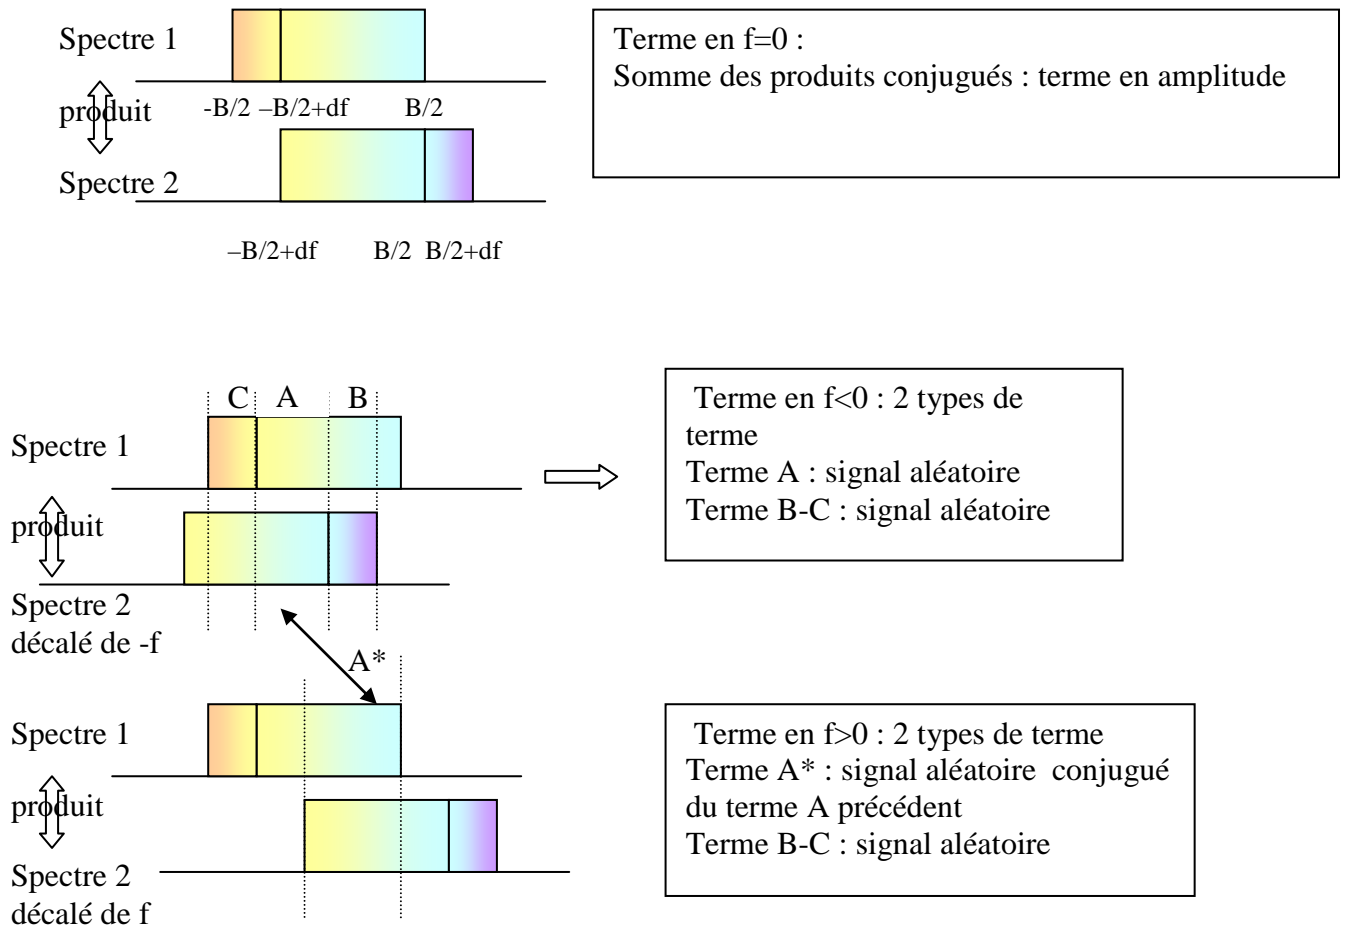 Spectre 1
produit
-B/2 –B/2+df B/2
Spectre 2
–B/2+df B/2 B/2+df
Terme en f=0 :
Somme des produits conjugués : terme en amplitude
C A B
Spectre 1
produit
Spectre 2
décalé de -f
Terme en f<0 : 2 types de
terme
Terme A : signal aléatoire
Terme B-C : signal aléatoire
A*
Spectre 1
produit
Spectre 2
décalé de f
Terme en f>0 : 2 types de terme
Terme A* : signal aléatoire conjugué
du terme A précédent
Terme B-C : signal aléatoire